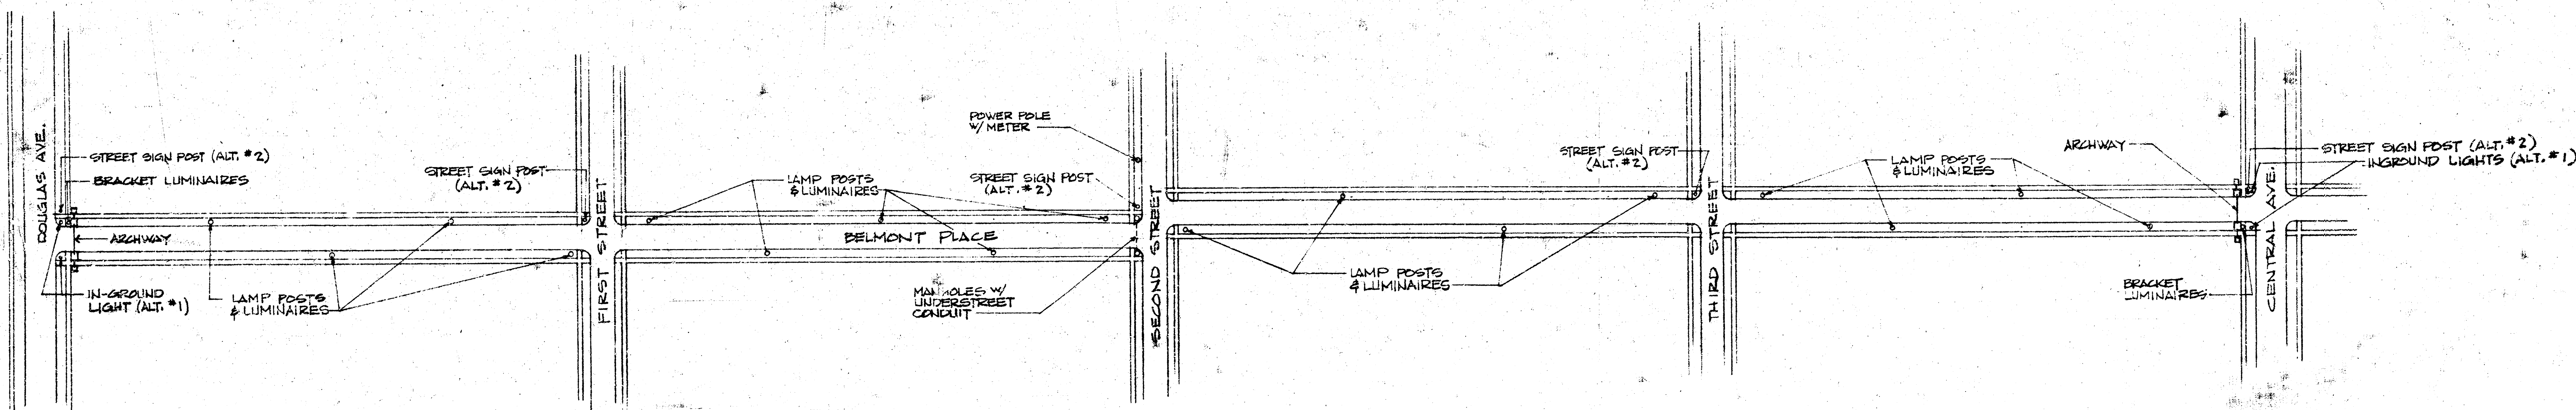 DOUGLAS AVE.
STREET SIGN POST (ALT. #2)
BRACKET LUMINAIRES
ARCHWAY
IN-GROUND
LIGHT (ALT. #1)
LAMP POSTS
& LUMINAIRES
STREET SIGN POST
(ALT. #2)
FIRST STREET
LAMP POSTS
& LUMINAIRES
BELMONT PLACE
POWER POLE
W/ METER
STREET SIGN POST
(ALT. #2)
MANHOLES W/
UNDERSTREET
CONDUIT
SECOND STREET
LAMP POSTS
& LUMINAIRES
STREET SIGN POST
(ALT. #2)
THIRD STREET
LAMP POSTS
& LUMINAIRES
ARCHWAY
BRACKET
LUMINAIRES
CENTRAL AVE.
STREET SIGN POST (ALT. #2)
INGROUND LIGHTS (ALT. #1)